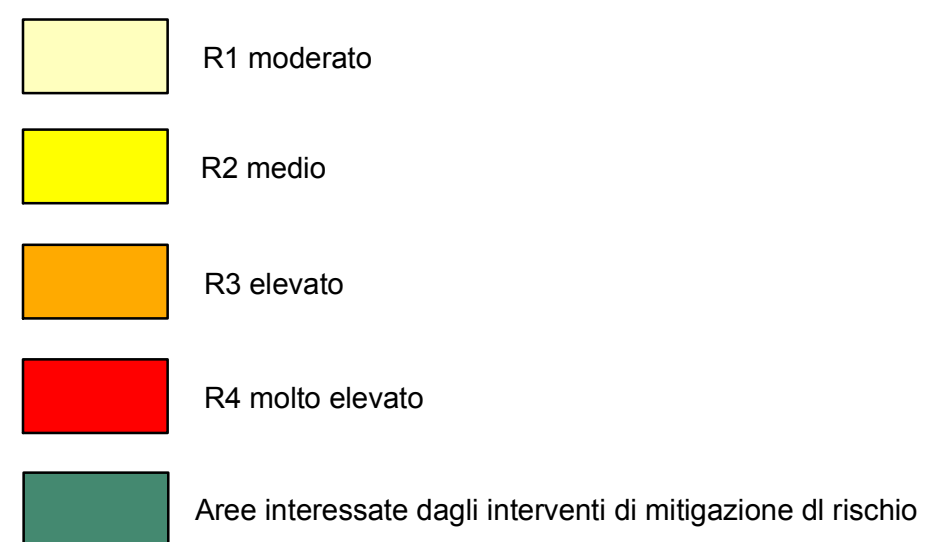 R1 moderato
R2 medio
R3 elevato
R4 molto elevato
Aree interessate dagli interventi di mitigazione dl rischio